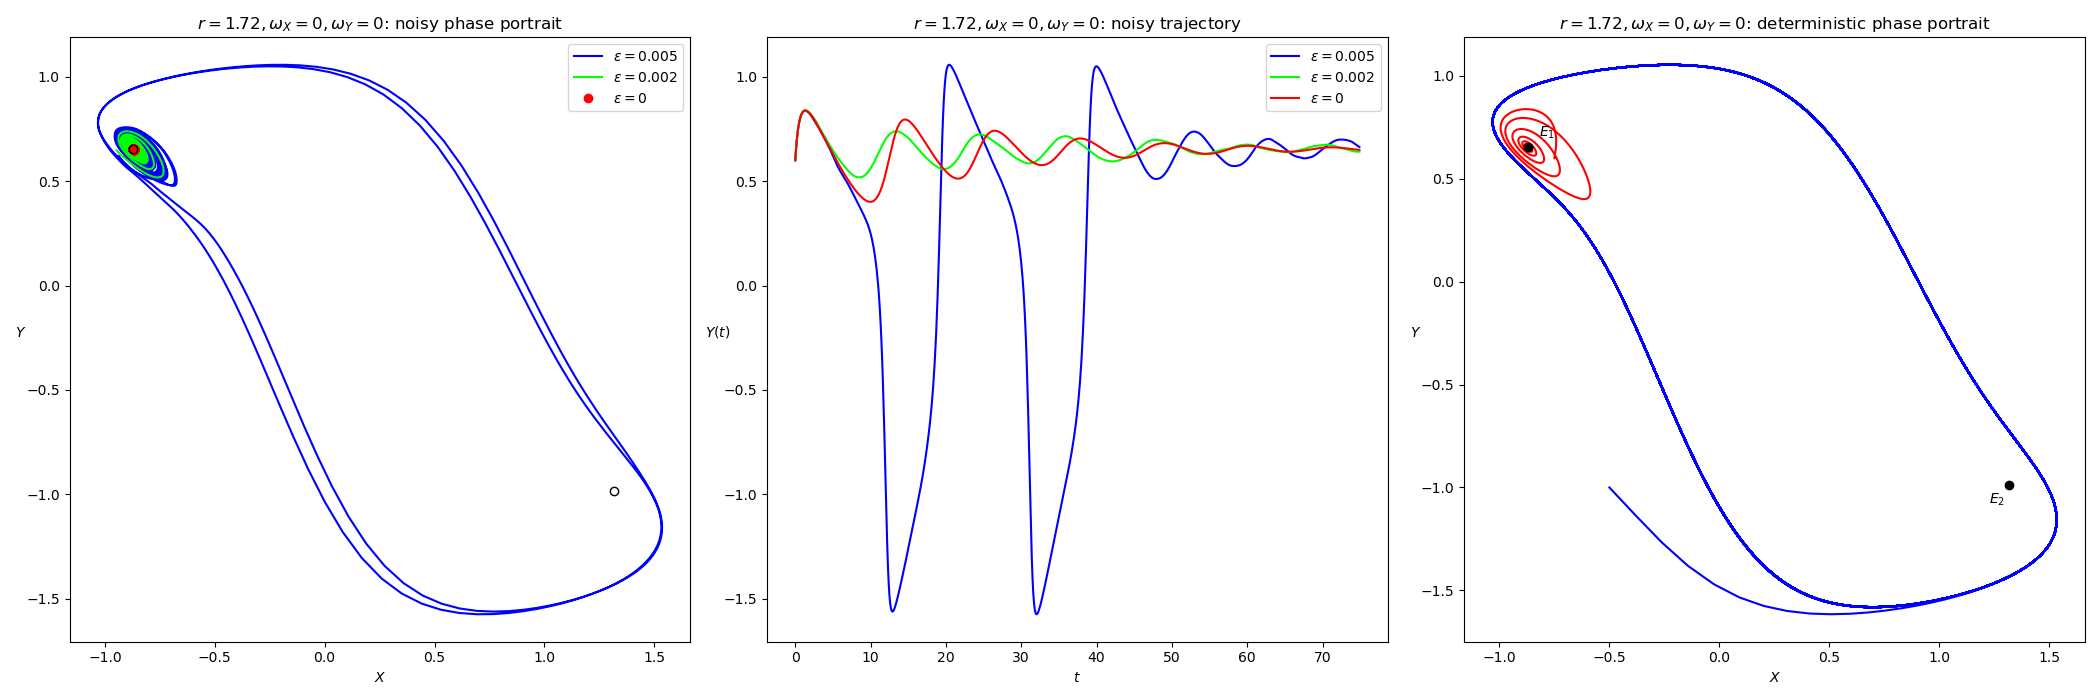 r = 1.72, ω_X = 0, ω_Y = 0: noisy phase portrait
1.0
0.5
0.0
−0.5
−1.0
−1.5
Y
−1.0 −0.5 0.0 0.5 1.0 1.5
X
ε = 0.005
ε = 0.002
ε = 0
r = 1.72, ω_X = 0, ω_Y = 0: noisy trajectory
1.0
0.5
0.0
−0.5
−1.0
−1.5
Y(t)
0 10 20 30 40 50 60 70
t
ε = 0.005
ε = 0.002
ε = 0
r = 1.72, ω_X = 0, ω_Y = 0: deterministic phase portrait
1.0
0.5
0.0
−0.5
−1.0
−1.5
Y
−1.0 −0.5 0.0 0.5 1.0 1.5
X
E₁
E₂